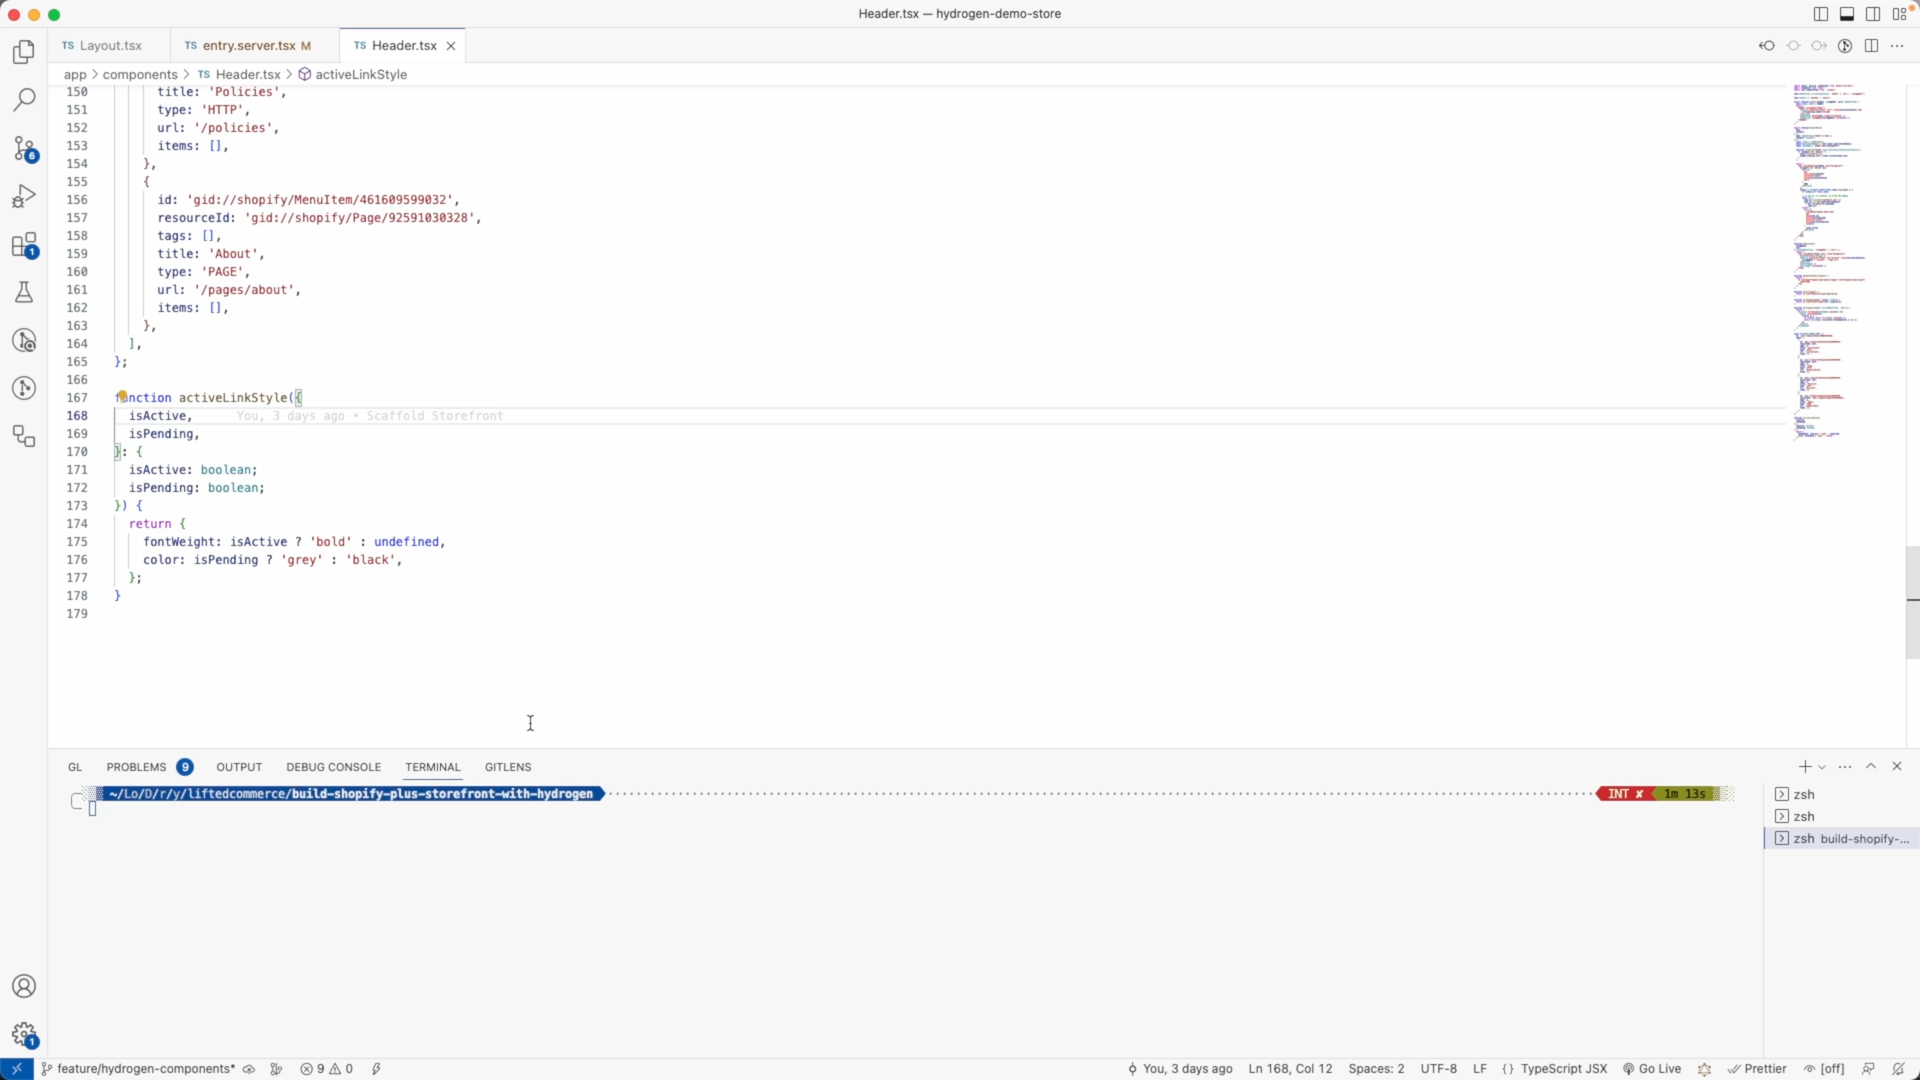 Header.tsx — hydrogen-demo-store
TS Layout.tsx TS entry.server.tsx M TS Header.tsx
app > components > TS Header.tsx > activeLinkStyle
150 title: 'Policies',
151 type: 'HTTP',
152 url: '/policies',
153 items: [],
154 },
155 {
156 id: 'gid://shopify/MenuItem/461609599032',
157 resourceId: 'gid://shopify/Page/92591030328',
158 tags: [],
159 title: 'About',
160 type: 'PAGE',
161 url: '/pages/about',
162 items: [],
163 },
164 ],
165 };
166
167 function activeLinkStyle({
168 isActive, You, 3 days ago • Scaffold Storefront
169 isPending,
170 }: {
171 isActive: boolean;
172 isPending: boolean;
173 }) {
174 return {
175 fontWeight: isActive ? 'bold' : undefined,
176 color: isPending ? 'grey' : 'black',
177 };
178 }
179
6
1
GL PROBLEMS 9 OUTPUT DEBUG CONSOLE TERMINAL GITLENS
~/Lo/D/r/y/liftedcommerce/build-shopify-plus-storefront-with-hydrogen INT ✘ 1m 13s
zsh
zsh
zsh build-shopify-...
1
feature/hydrogen-components* 9 0 You, 3 days ago Ln 168, Col 12 Spaces: 2 UTF-8 LF {} TypeScript JSX Go Live Prettier [off]